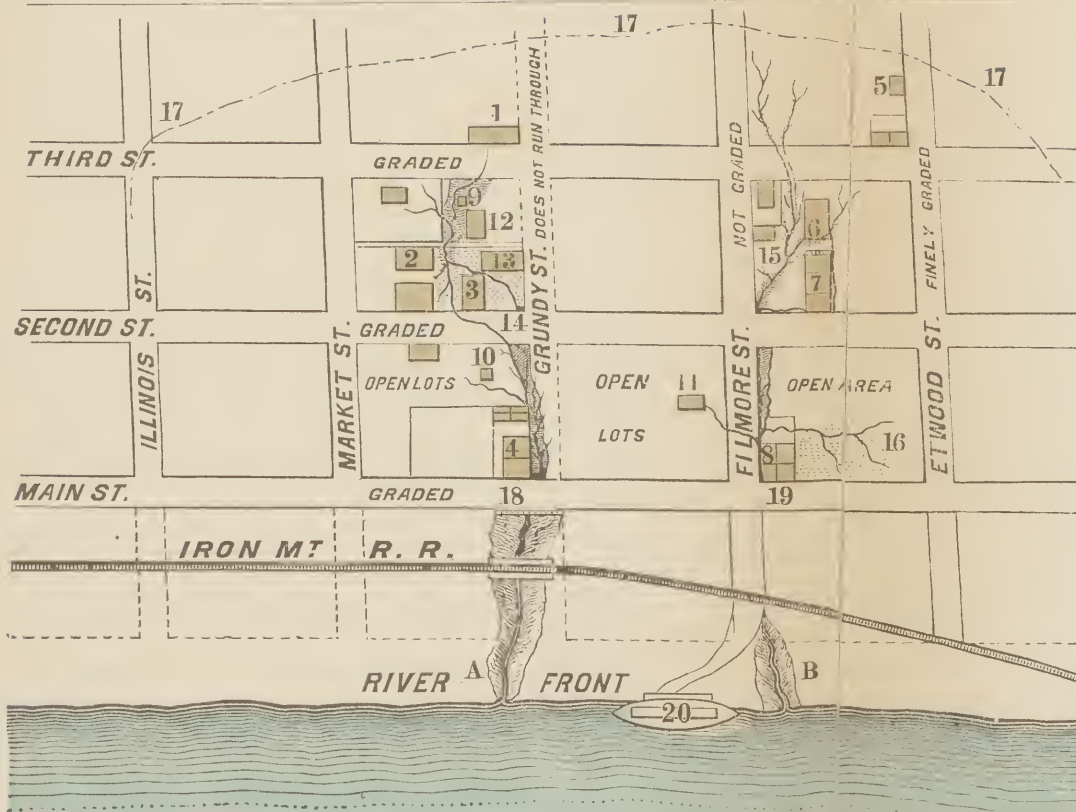 17
17
17
1
5
DOES NOT RUN THROUGH
NOT GRADED
FINELY GRADED
THIRD ST.
GRADED
9
12
6
2
13
15
3
7
14
ILLINOIS ST.
MARKET ST.
GRUNDY ST.
FILMORE ST.
ETWOOD ST.
SECOND ST.
GRADED
10
OPEN LOTS
OPEN LOTS
11
OPEN AREA
4
8
16
MAIN ST.
GRADED
18
19
IRON MT. R. R.
RIVER FRONT
A
B
20